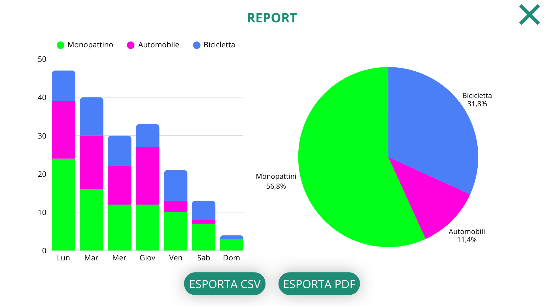 REPORT
Monopattino Automobile Bicicletta
50
40
30
20
10
0
Lun Mar Mer Giov Ven Sab Dom
Bicicletta
31,8%
Monopattini
56,8%
Automobili
11,4%
ESPORTA CSV
ESPORTA PDF